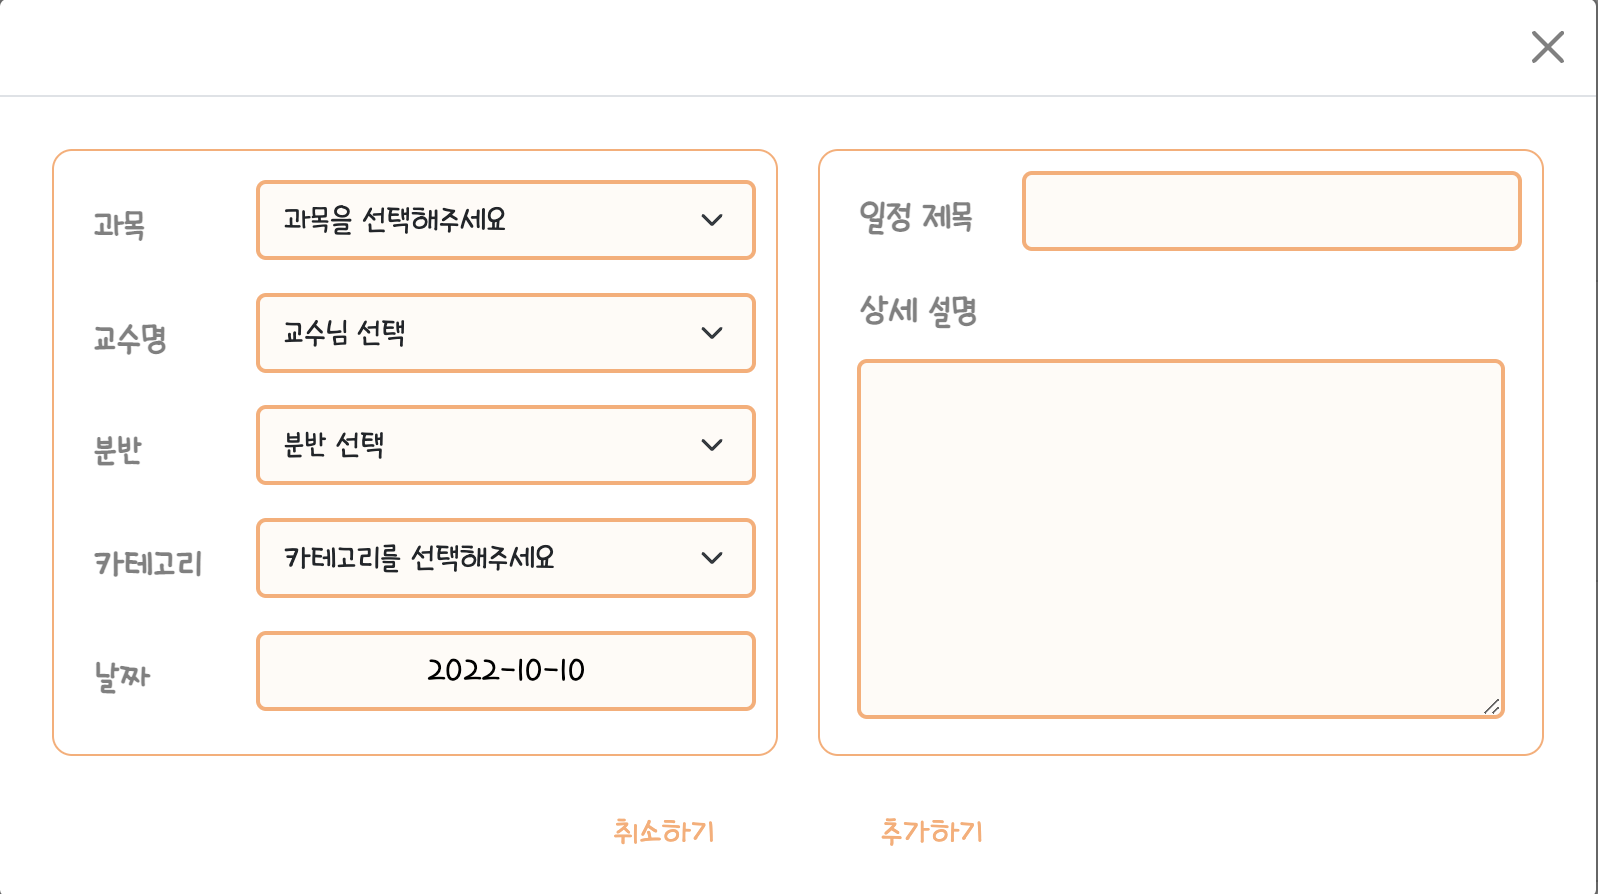 과목
과목을 선택해주세요
교수명
교수님 선택
분반
분반 선택
카테고리
카테고리를 선택해주세요
날짜
2022-10-10
일정 제목
상세 설명
취소하기
추가하기